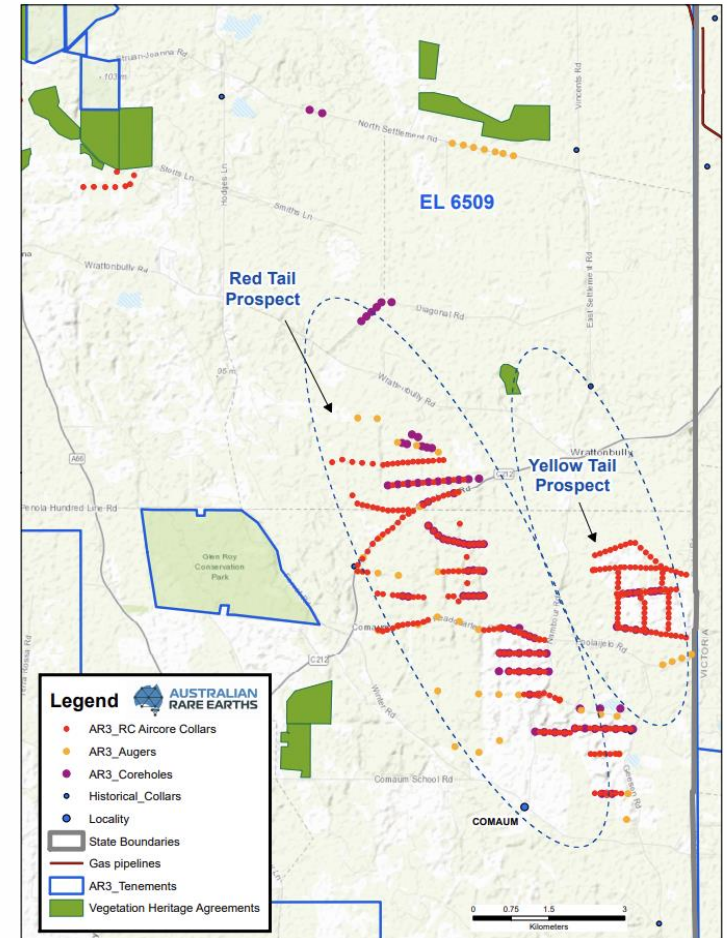 Struan-Joanna Rd
103 m
North Settlement Rd
Vincents Rd
Stotts Ln
Hodges Ln
Smiths Ln
EL 6509
Wrattonbully Rd
Red Tail
Prospect
Diagonal Rd
East Settlement Rd
95 m
Wrattonbully Rd
A66
Wrattonbully
C212
Rd
Yellow Tail
Prospect
Penola Hundred Line Rd
Glen Roy
Conservation
Park
Comaum
C212
VICTORIA
Winter Rd
Comaum School Rd
COMAUM
Legend
AUSTRALIAN
RARE EARTHS
AR3_RC Aircore Collars
AR3_Augers
AR3_Coreholes
Historical_Collars
Locality
State Boundaries
Gas pipelines
AR3_Tenements
Vegetation Heritage Agreements
0 0.75 1.5 3
Kilometers